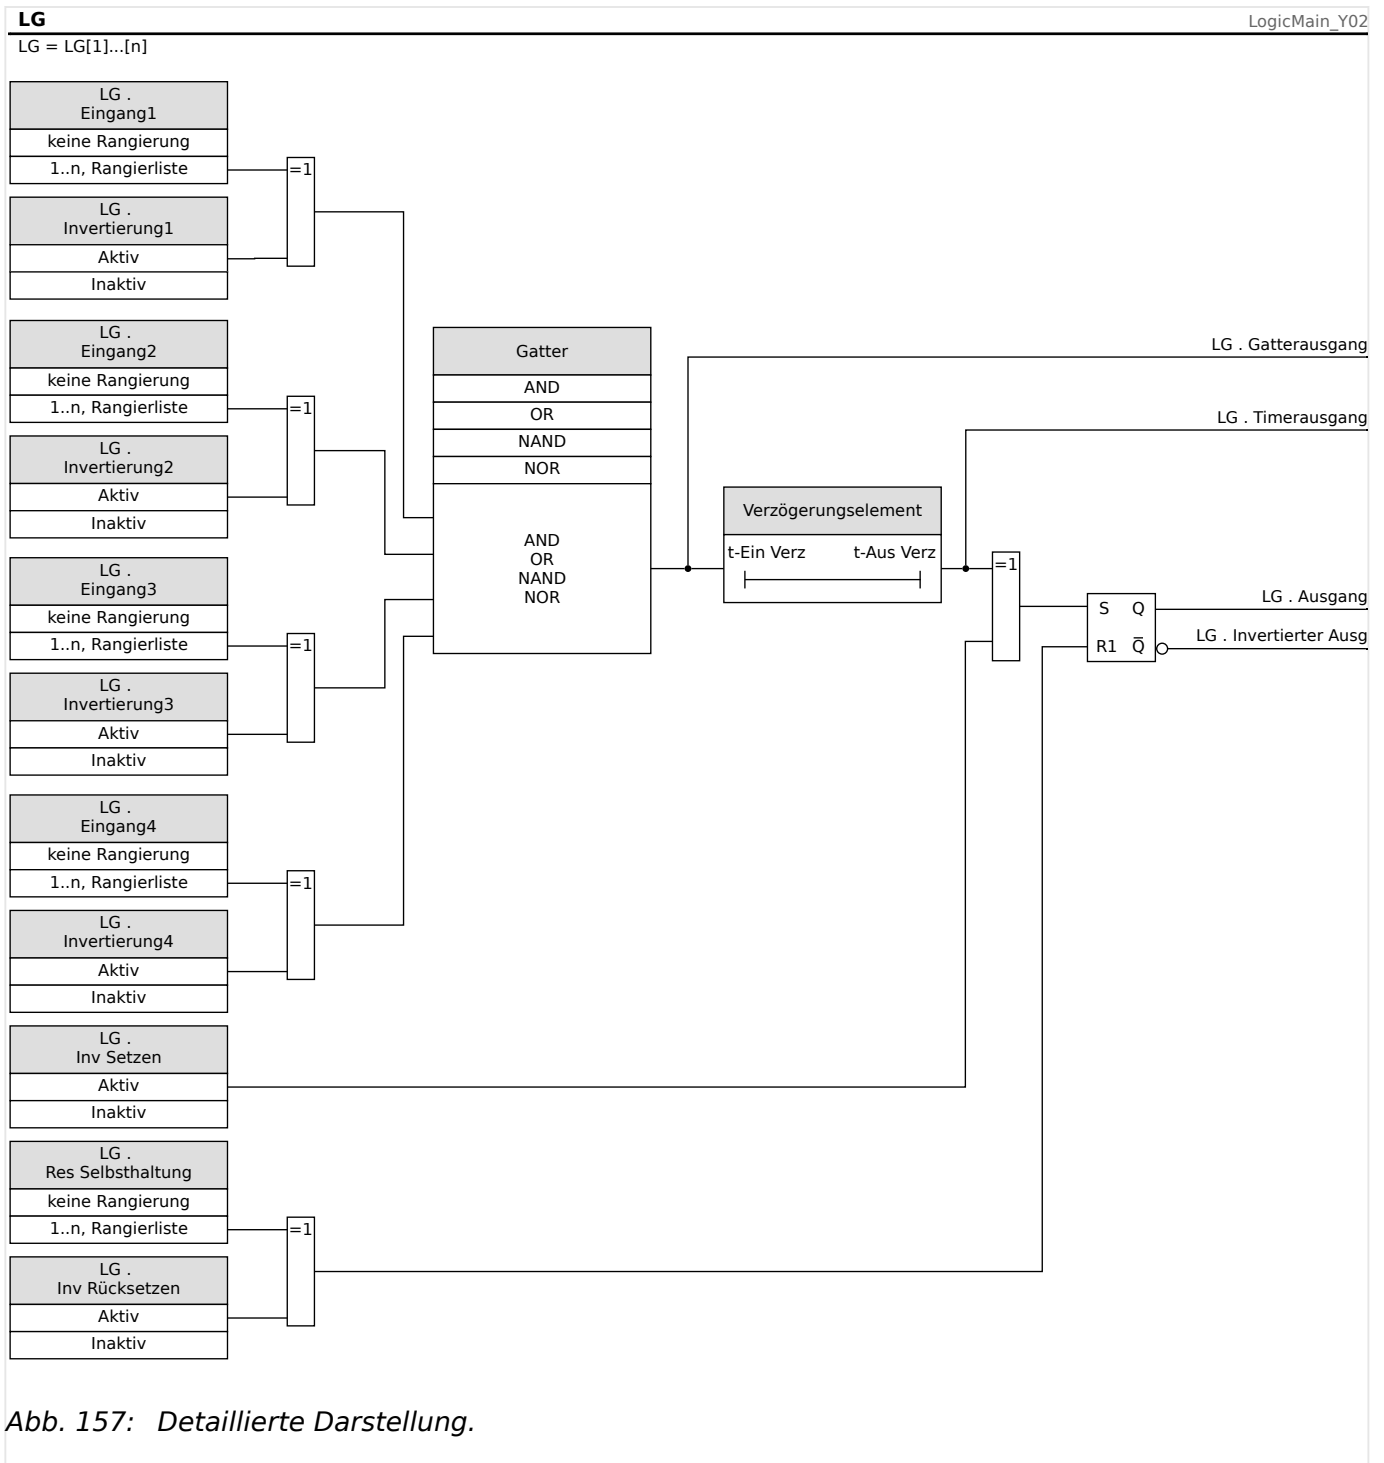 LG
LogicMain_Y02
LG = LG[1]...[n]
LG .
Eingang1
keine Rangierung
1..n, Rangierliste
=1
LG .
Invertierung1
Aktiv
Inaktiv
LG .
Eingang2
keine Rangierung
1..n, Rangierliste
=1
LG .
Invertierung2
Aktiv
Inaktiv
LG .
Eingang3
keine Rangierung
1..n, Rangierliste
=1
LG .
Invertierung3
Aktiv
Inaktiv
LG .
Eingang4
keine Rangierung
1..n, Rangierliste
=1
LG .
Invertierung4
Aktiv
Inaktiv
LG .
Inv Setzen
Aktiv
Inaktiv
LG .
Res Selbsthaltung
keine Rangierung
1..n, Rangierliste
=1
LG .
Inv Rücksetzen
Aktiv
Inaktiv
Gatter
AND
OR
NAND
NOR
AND
OR
NAND
NOR
Verzögerungselement
t-Ein Verz t-Aus Verz
=1
S Q
R1 Q̅
LG . Gatterausgang
LG . Timerausgang
LG . Ausgang
LG . Invertierter Ausg
Abb. 157: Detaillierte Darstellung.